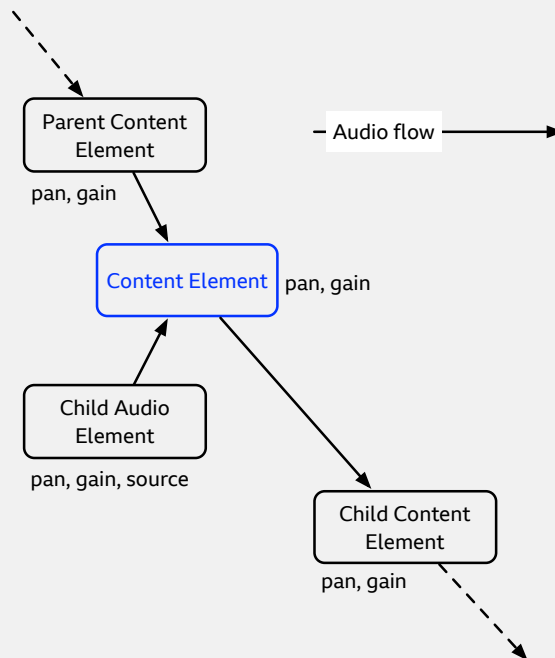 Parent Content
Element
Audio flow
pan, gain
Content Element
pan, gain
Child Audio
Element
pan, gain, source
Child Content
Element
pan, gain